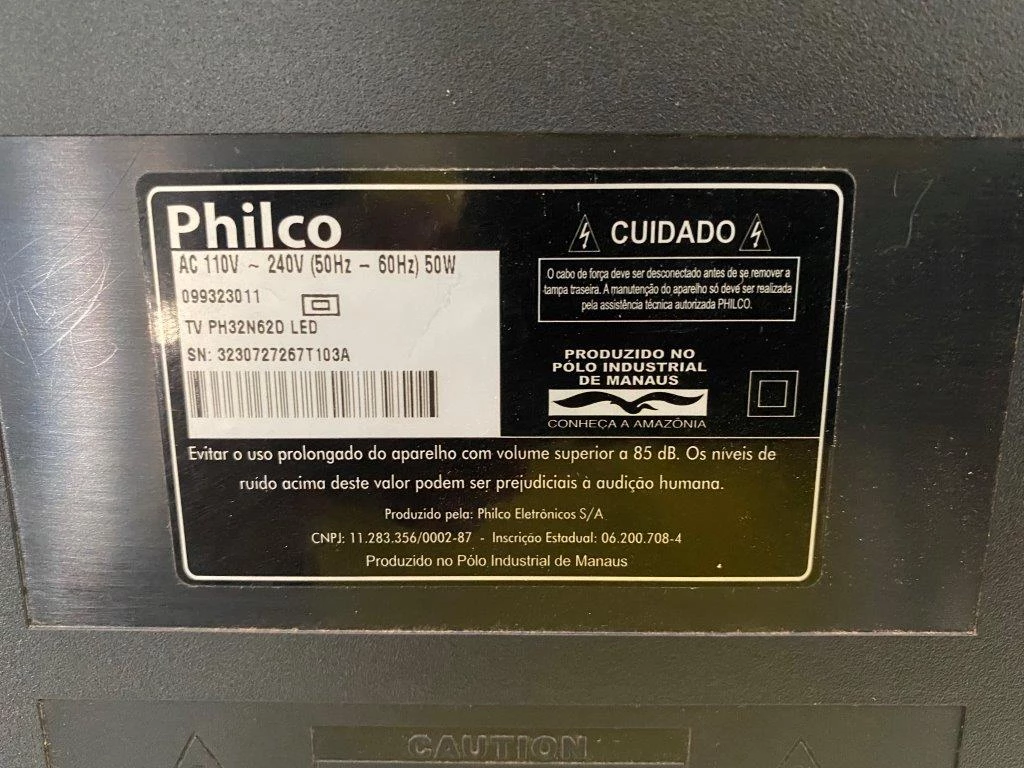 Philco
AC 110V ~ 240V (50Hz - 60Hz) 50W
099323011
TV PH32N62D LED
SN: 3230727267T103A
CUIDADO
O cabo de força deve ser desconectado antes de se remover a
tampa traseira. A manutenção do aparelho só deve ser realizada
pela assistência técnica autorizada PHILCO.
PRODUZIDO NO
PÓLO INDUSTRIAL
DE MANAUS
CONHEÇA A AMAZÔNIA
Evitar o uso prolongado do aparelho com volume superior a 85 dB. Os níveis de
ruído acima deste valor podem ser prejudiciais à audição humana.
Produzido pela: Philco Eletrônicos S/A
CNPJ: 11.283.356/0002-87 - Inscrição Estadual: 06.200.708-4
Produzido no Pólo Industrial de Manaus
CAUTION